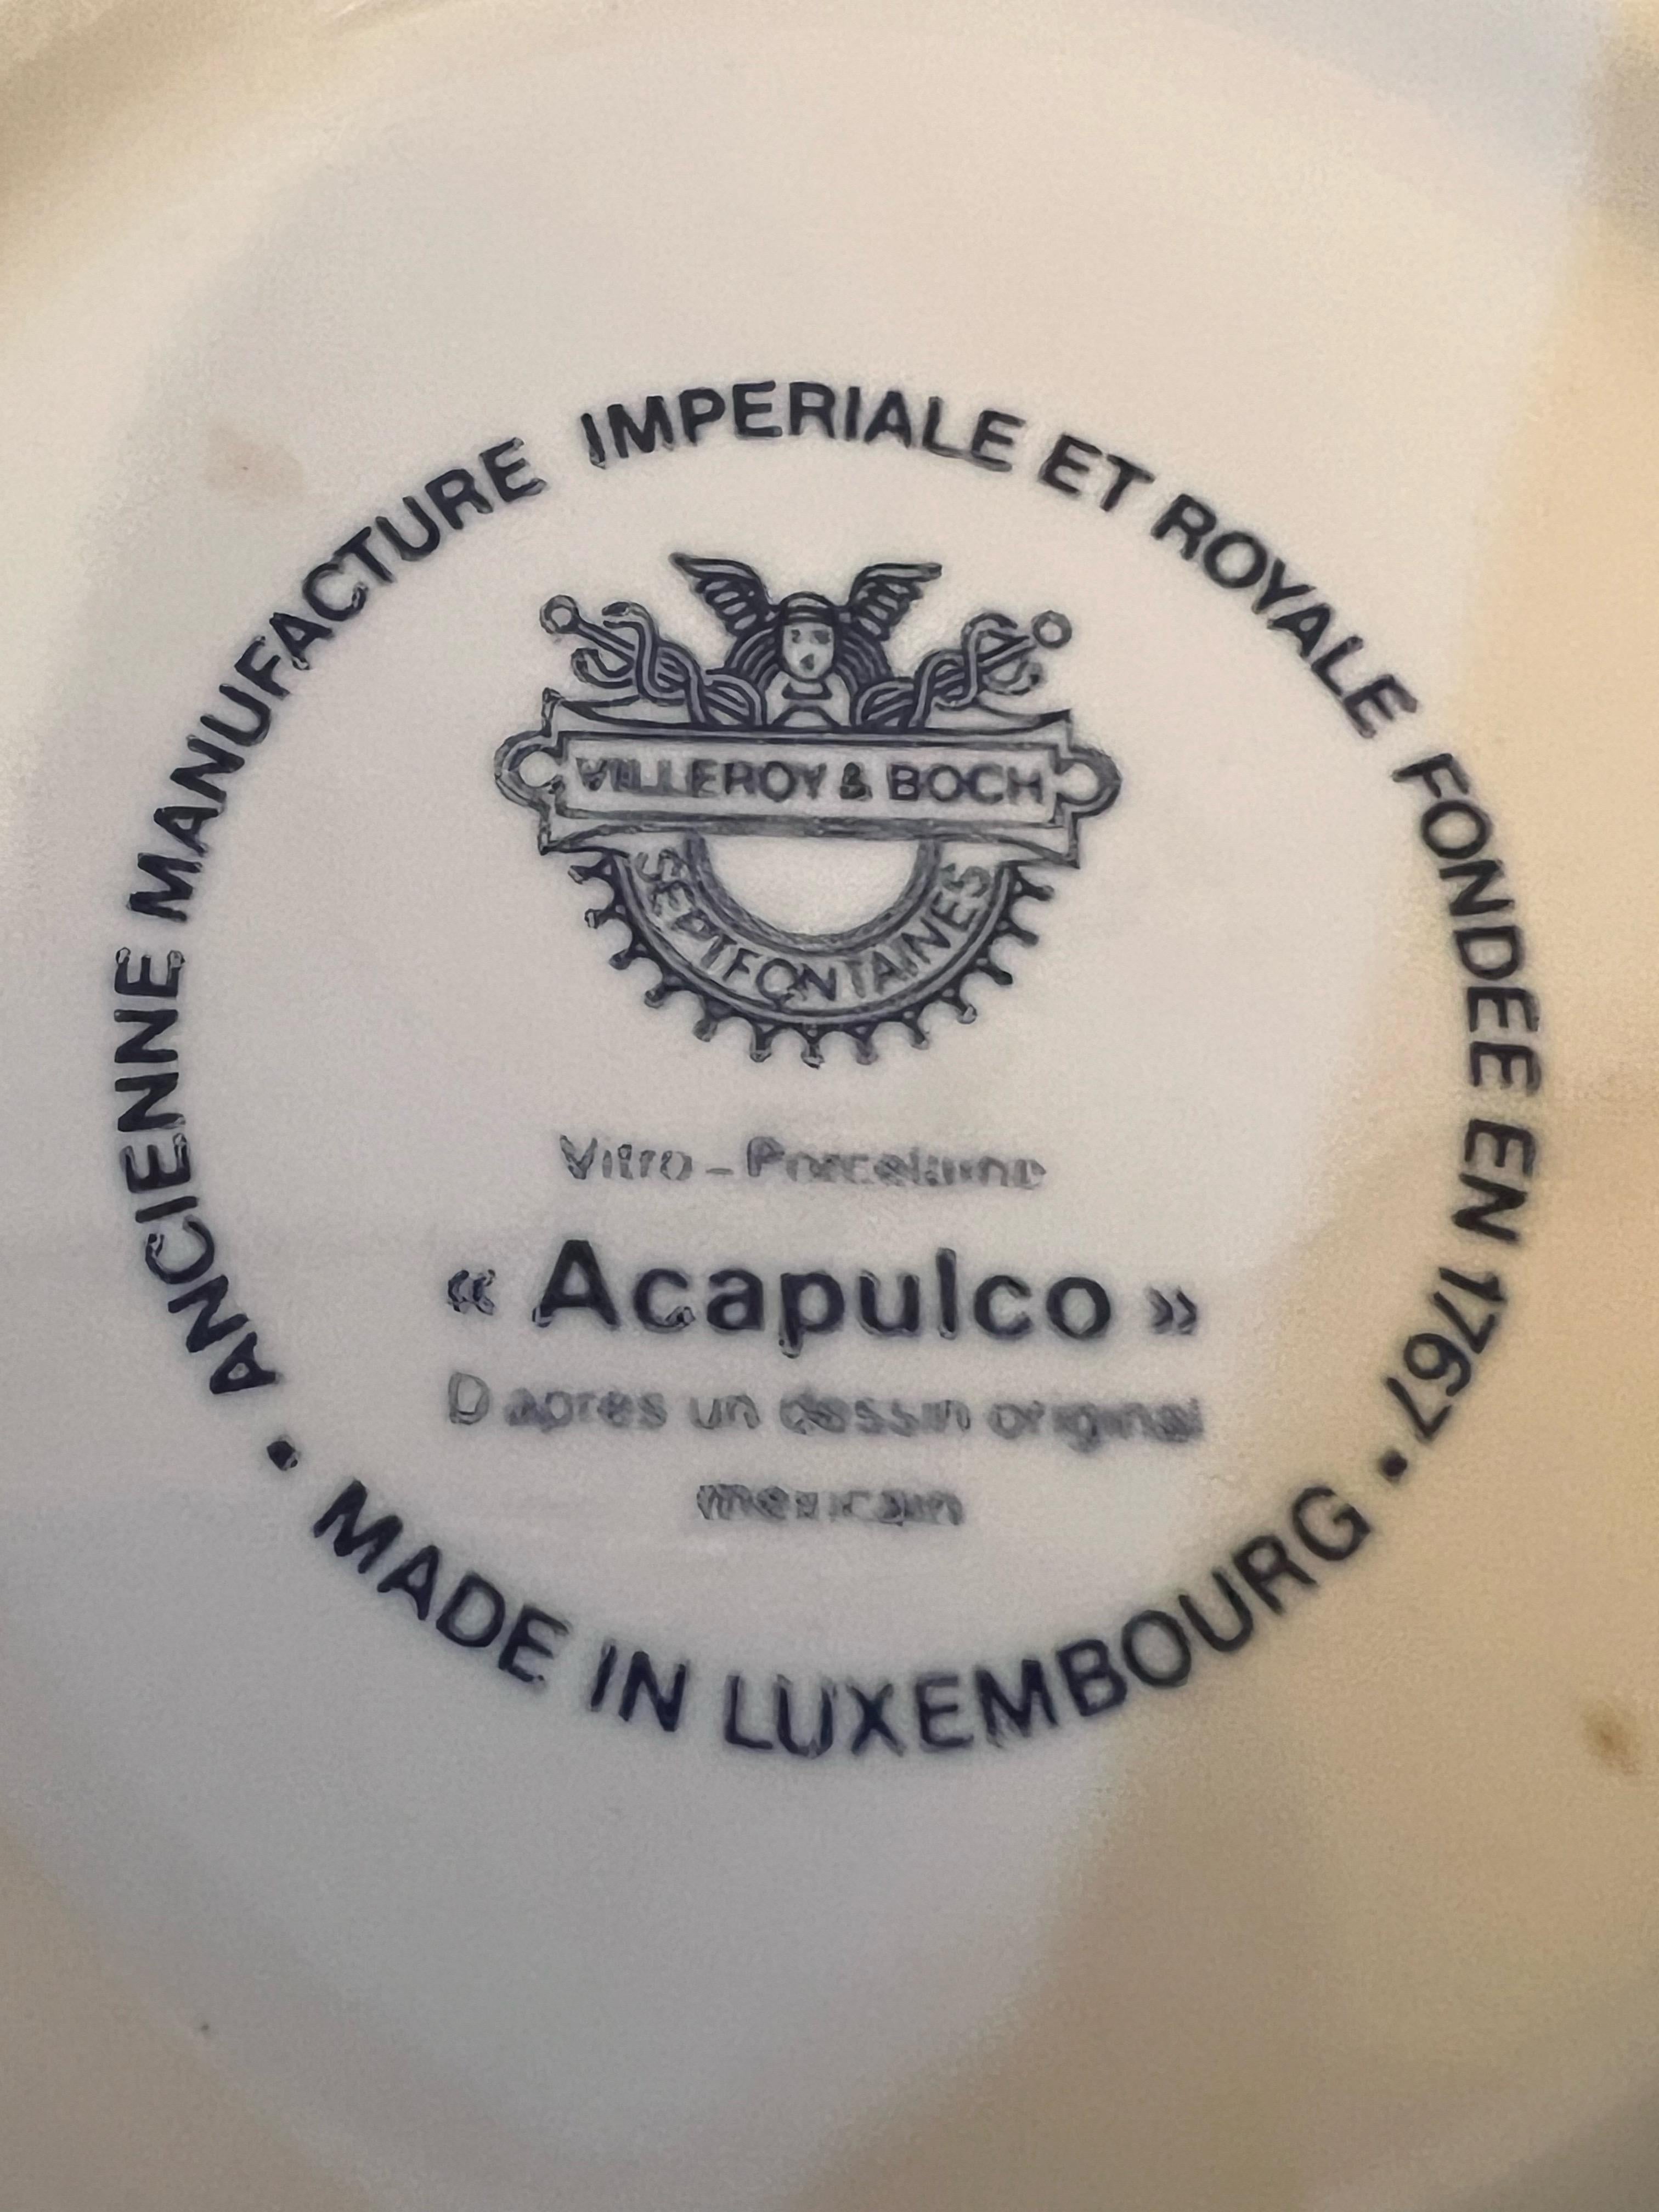 ANCIENNE MANUFACTURE IMPERIALE ET ROYALE FONDEE EN 1767 •
VILLEROY & BOCH
SEPTFONTAINES
Vitro - Porcelaine
« Acapulco »
D'apres un dessin original
mexicain
• MADE IN LUXEMBOURG